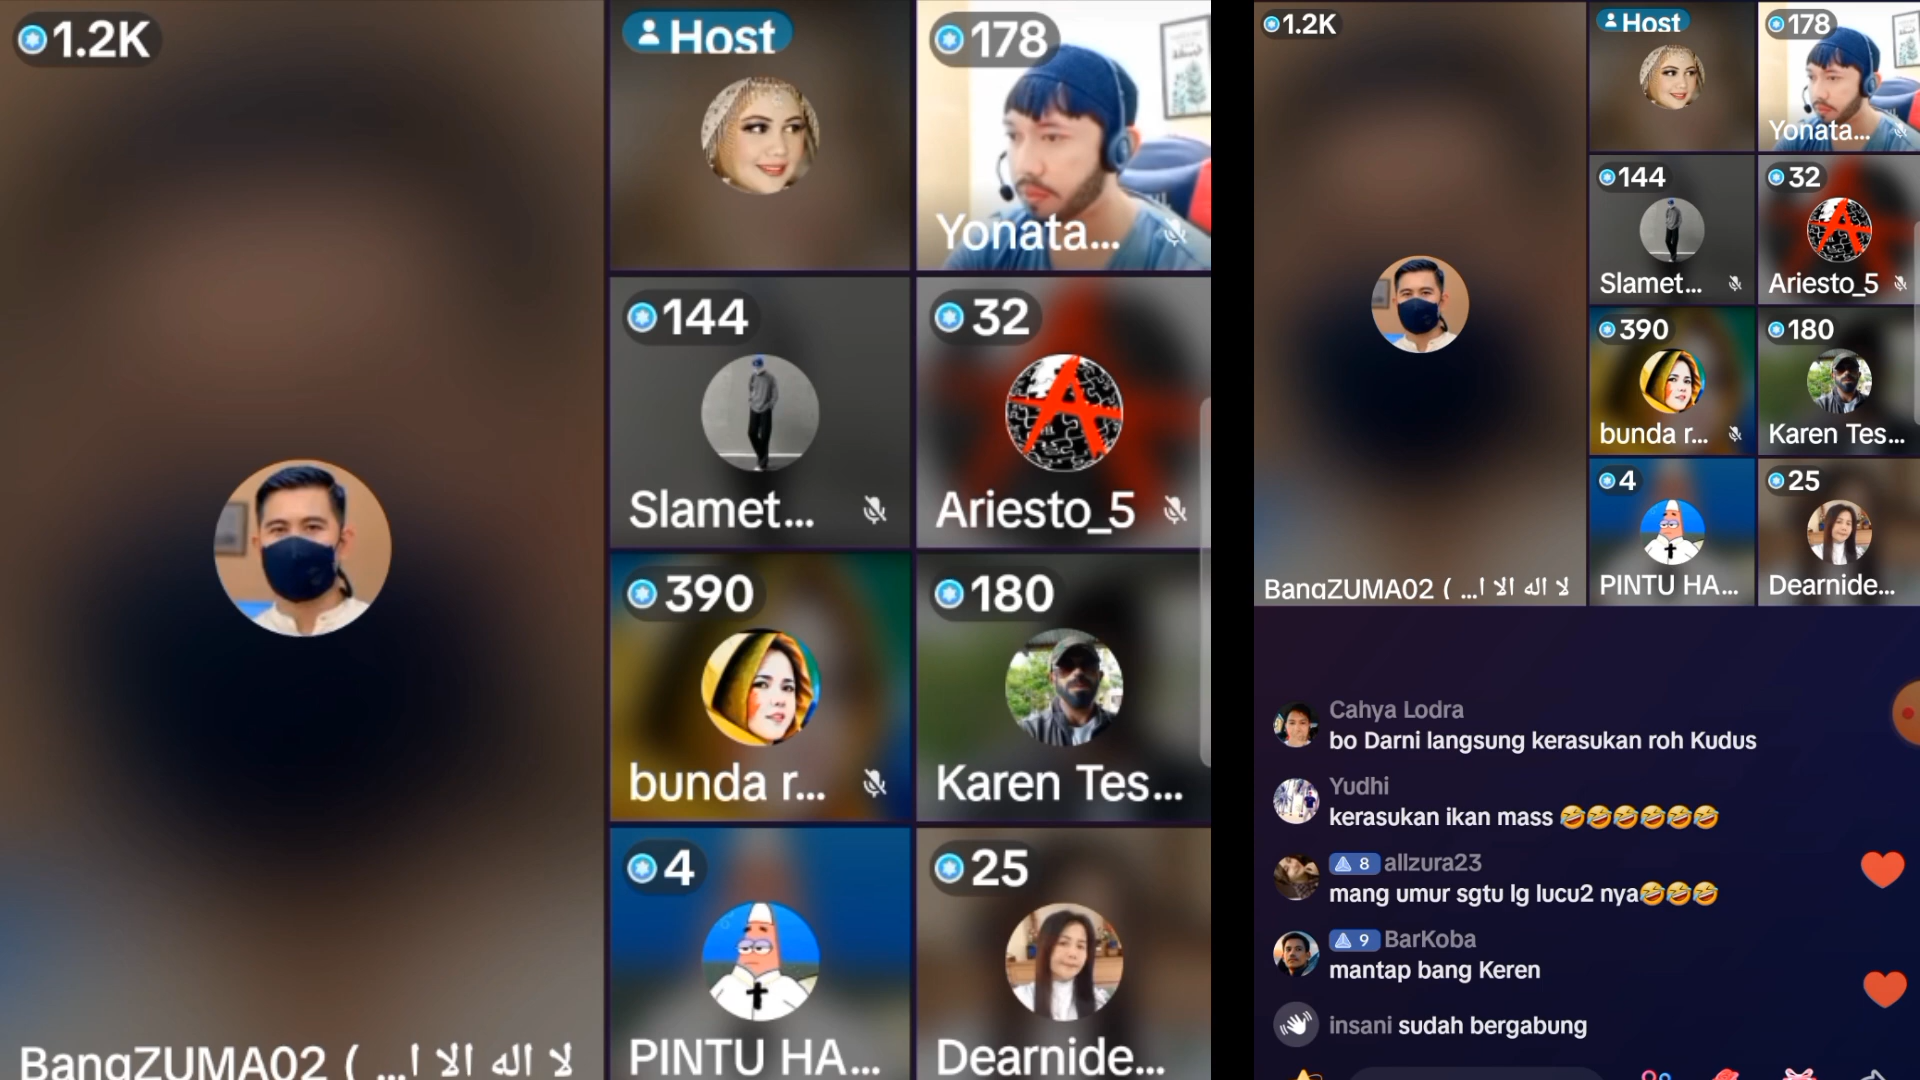 1.2K
Host
178
Yonata...
144
Slamet...
32
Ariesto_5
390
bunda r...
180
Karen Tes...
4
PINTU HA...
25
Dearnide...
BangZUMA02 ( ...لا اله الا ا
1.2K
Host
178
Yonata...
144
Slamet...
32
Ariesto_5
390
bunda r...
180
Karen Tes...
4
PINTU HA...
25
Dearnide...
BangZUMA02 ( ...لا اله الا ا
Cahya Lodra
bo Darni langsung kerasukan roh Kudus
Yudhi
kerasukan ikan mass 🤣🤣🤣🤣🤣🤣
8 allzura23
mang umur sgtu lg lucu2 nya🤣🤣🤣
9 BarKoba
mantap bang Keren
insani sudah bergabung